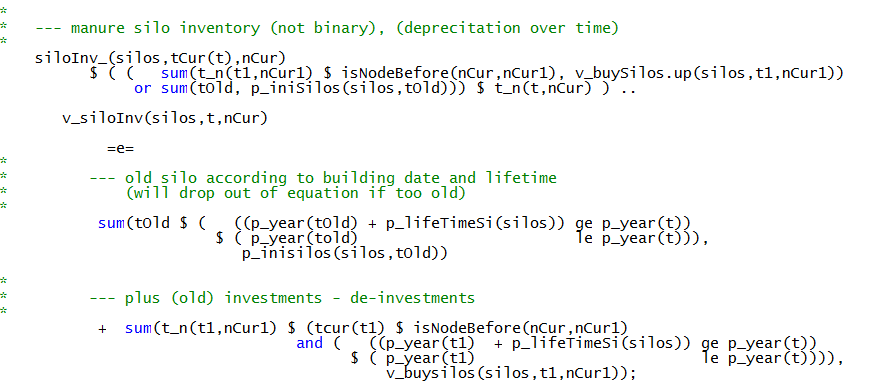 *
*   --- manure silo inventory (not binary), (deprecitation over time)
*
    siloInv_(silos,tCur(t),nCur)
          $ ( (   sum(t_n(t1,nCur1) $ isNodeBefore(nCur,nCur1), v_buySilos.up(silos,t1,nCur1))
               or sum(tOld, p_iniSilos(silos,tOld))) $ t_n(t,nCur) ) ..
       v_siloInv(silos,t,nCur)
            =e=
*
*         --- old silo according to building date and lifetime
*             (will drop out of equation if too old)
*
           sum(tOld $ (   ((p_year(tOld) + p_lifeTimeSi(silos)) ge p_year(t))
                        $ ( p_year(told)                        le p_year(t))),
                           p_inisilos(silos,tOld))
*
*         --- plus (old) investments - de-investments
*
           +  sum(t_n(t1,nCur1) $ (tcur(t1) $ isNodeBefore(nCur,nCur1)
                                 and (   ((p_year(t1)  + p_lifeTimeSi(silos)) ge p_year(t))
                                       $ ( p_year(t1)                         le p_year(t)))),
                                           v_buysilos(silos,t1,nCur1));